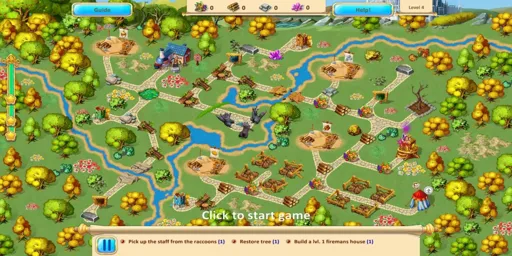 Guide
0
0
0
0
Help!
Level 4
Click to start game
Pick up the staff from the raccoons (1)
Restore tree (1)
Build a lvl. 1 firemans house (1)